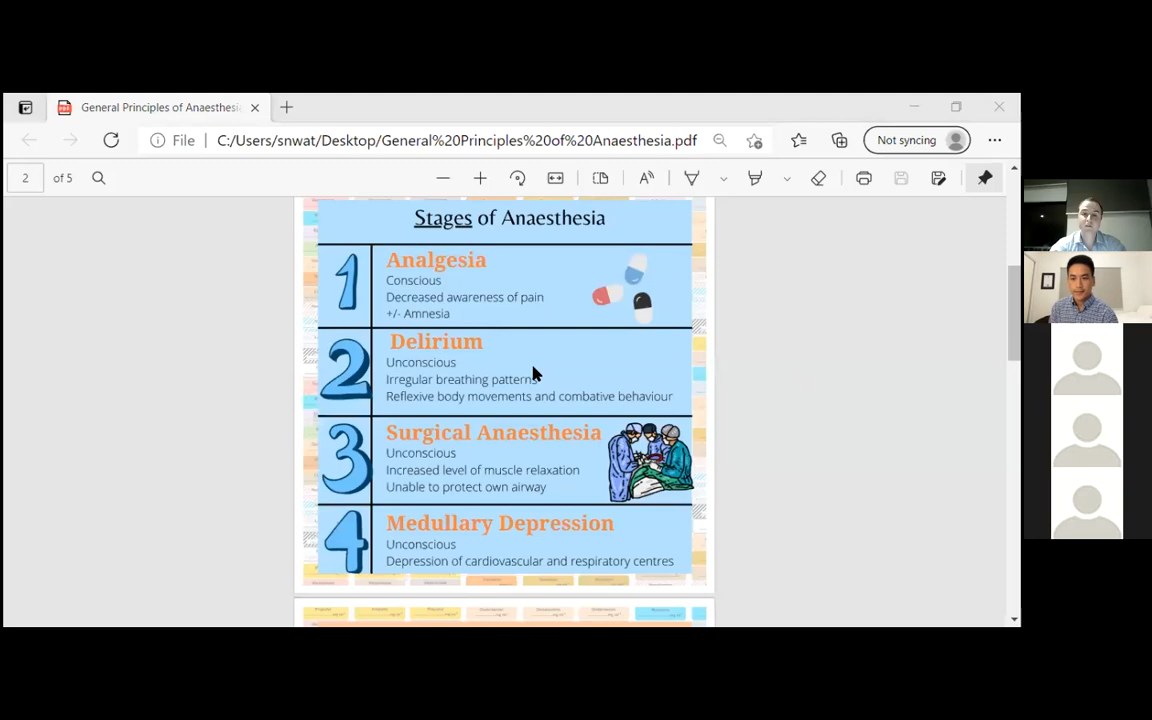 General Principles of Anaesthesi
File
C:/Users/snwat/Desktop/General%20Principles%20of%20Anaesthesia.pdf
Not syncing
2
of 5
Stages of Anaesthesia
1
Analgesia
Conscious
Decreased awareness of pain
+/- Amnesia
2
Delirium
Unconscious
Irregular breathing patterns
Reflexive body movements and combative behaviour
3
Surgical Anaesthesia
Unconscious
Increased level of muscle relaxation
Unable to protect own airway
4
Medullary Depression
Unconscious
Depression of cardiovascular and respiratory centres